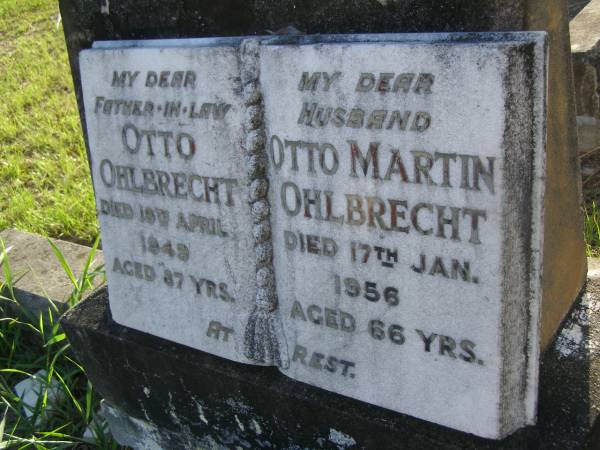 MY DEAR
FATHER-IN-LAW
OTTO
OHLBRECHT
DIED 19TH APRIL
1949
AGED 87 YRS.
MY DEAR
HUSBAND
OTTO MARTIN
OHLBRECHT
DIED 17TH JAN.
1956
AGED 66 YRS.
AT REST.